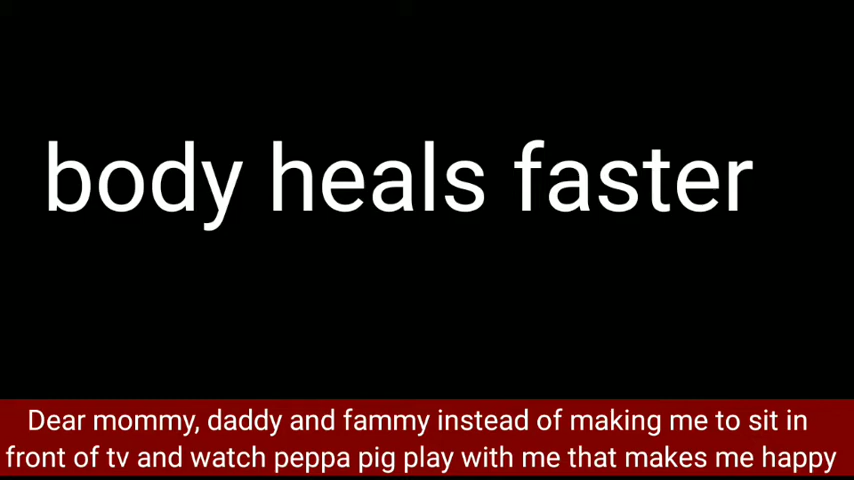 body heals faster
Dear mommy, daddy and fammy instead of making me to sit in
front of tv and watch peppa pig play with me that makes me happy